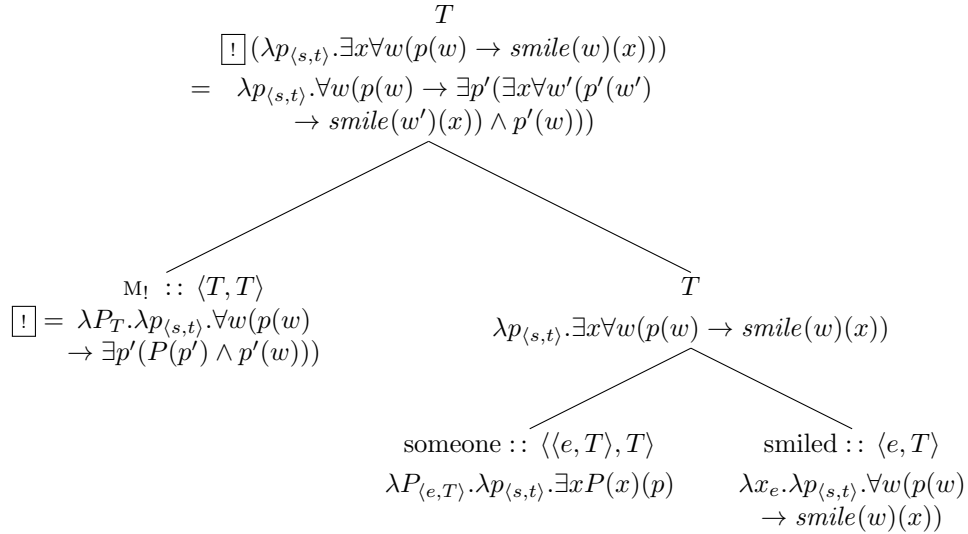 T
! (λp⟨s,t⟩.∃x∀w(p(w) → smile(w)(x)))
= λp⟨s,t⟩.∀w(p(w) → ∃p′(∃x∀w′(p′(w′)
→ smile(w′)(x)) ∧ p′(w)))
M! :: ⟨T, T⟩
! = λP_T.λp⟨s,t⟩.∀w(p(w)
→ ∃p′(P(p′) ∧ p′(w)))
T
λp⟨s,t⟩.∃x∀w(p(w) → smile(w)(x))
someone :: ⟨⟨e, T⟩, T⟩
λP⟨e,T⟩.λp⟨s,t⟩.∃xP(x)(p)
smiled :: ⟨e, T⟩
λx_e.λp⟨s,t⟩.∀w(p(w)
→ smile(w)(x))